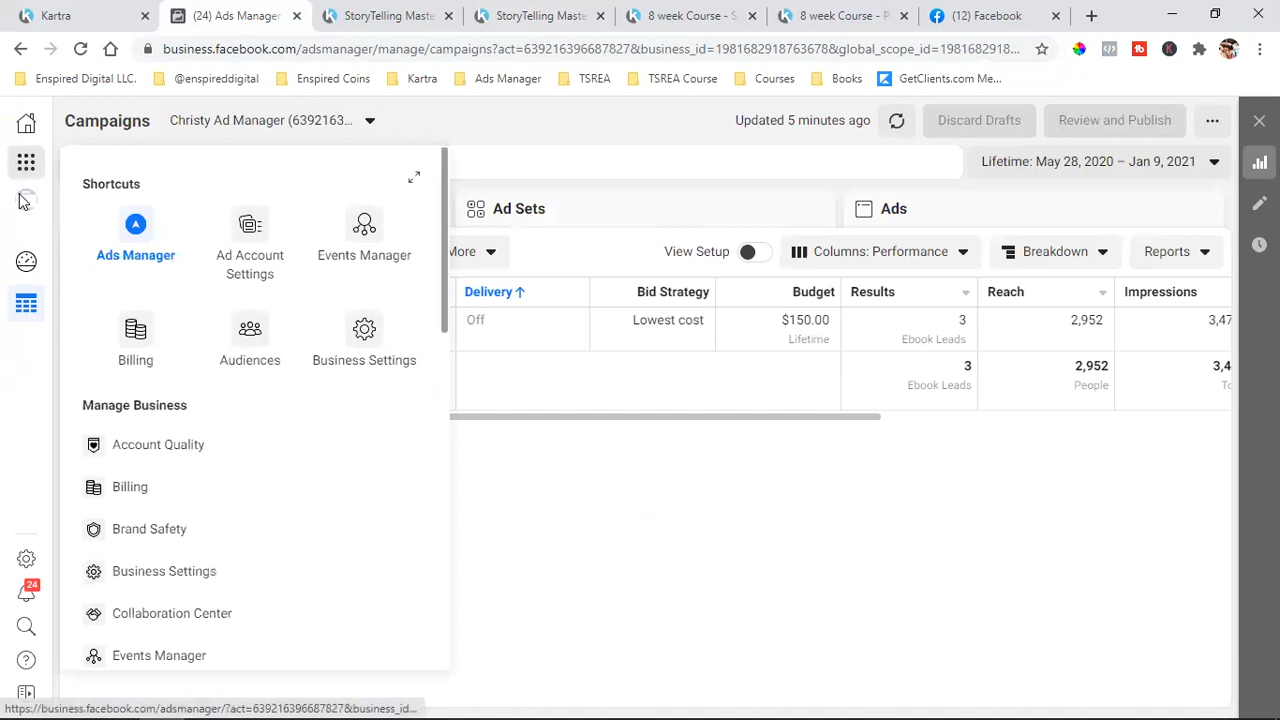 Kartra
(24) Ads Manager
StoryTelling Maste
StoryTelling Maste
8 week Course - S
8 week Course - P
(12) Facebook
business.facebook.com/adsmanager/manage/campaigns?act=639216396687827&business_id=1981682918763678&global_scope_id=1981682918...
Enspired Digital LLC.
@enspireddigital
Enspired Coins
Kartra
Ads Manager
TSREA
TSREA Course
Courses
Books
GetClients.com Me...
Campaigns
Christy Ad Manager (6392163...
Updated 5 minutes ago
Discard Drafts
Review and Publish
Lifetime: May 28, 2020 – Jan 9, 2021
Shortcuts
Ads Manager
Ad Account
Settings
Events Manager
Billing
Audiences
Business Settings
Manage Business
Account Quality
Billing
Brand Safety
Business Settings
Collaboration Center
Events Manager
Ad Sets
Ads
More
View Setup
Columns: Performance
Breakdown
Reports
Delivery ↑
Bid Strategy
Budget
Results
Reach
Impressions
Off
Lowest cost
$150.00
Lifetime
3
Ebook Leads
2,952
3,47
3
Ebook Leads
2,952
People
3,4
To
24
https://business.facebook.com/adsmanager/?act=639216396687827&business_id...